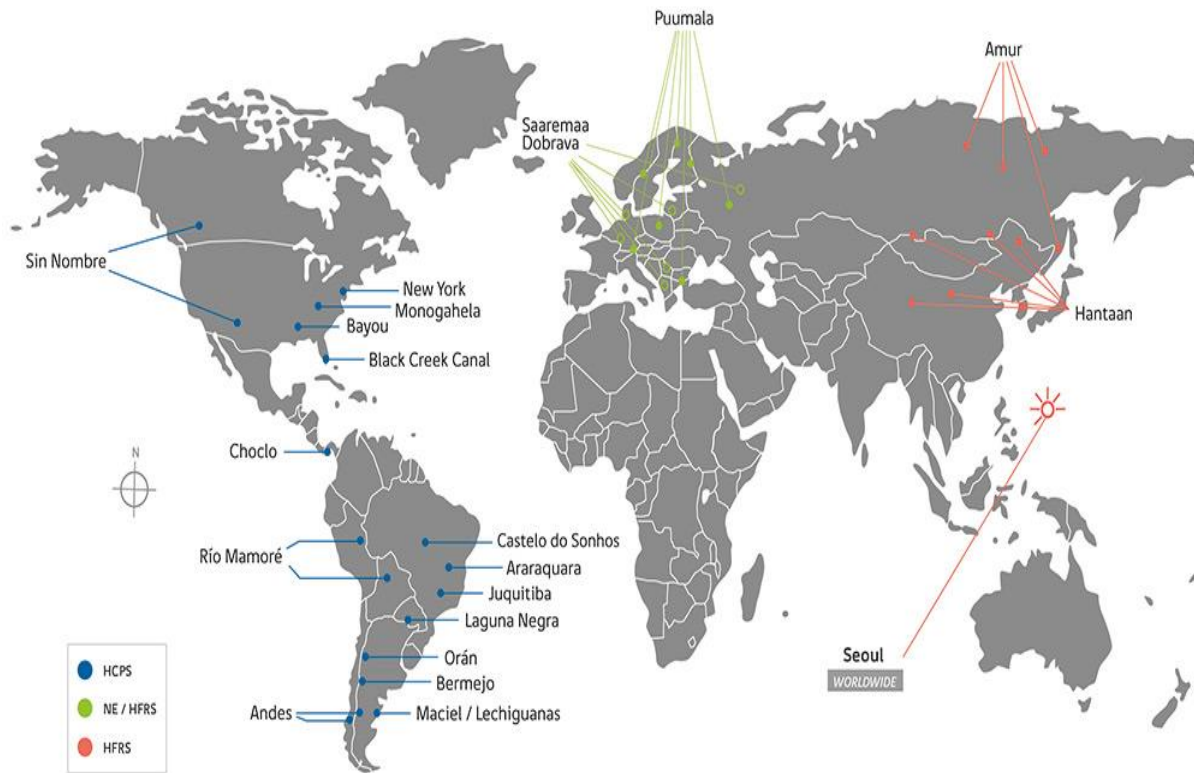 Puumala
Amur
Saaremaa
Dobrava
Sin Nombre
New York
Monogahela
Bayou
Black Creek Canal
Hantaan
Choclo
N
Río Mamoré
Castelo do Sonhos
Araraquara
Juquitiba
Laguna Negra
Orán
Bermejo
Andes
Maciel / Lechiguanas
Seoul
WORLDWIDE
HCPS
NE / HFRS
HFRS